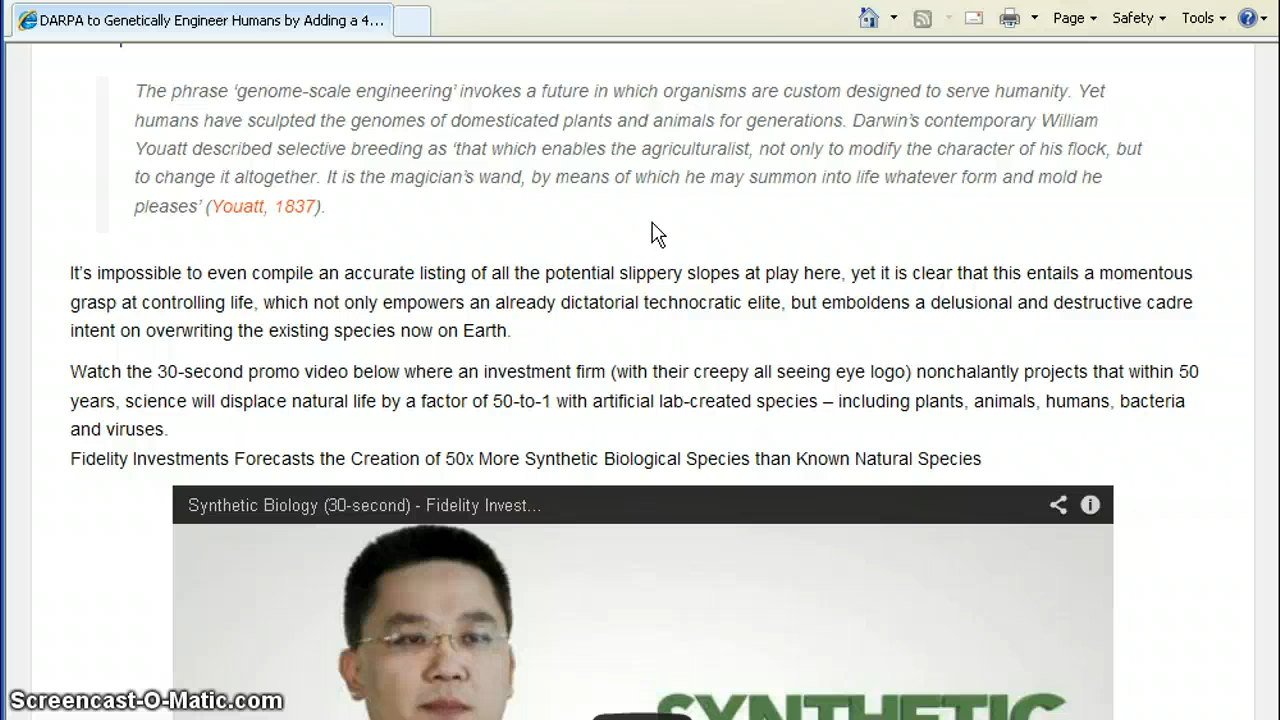 DARPA to Genetically Engineer Humans by Adding a 4...
Page
Safety
Tools
The phrase ‘genome-scale engineering’ invokes a future in which organisms are custom designed to serve humanity. Yet
humans have sculpted the genomes of domesticated plants and animals for generations. Darwin’s contemporary William
Youatt described selective breeding as ‘that which enables the agriculturalist, not only to modify the character of his flock, but
to change it altogether. It is the magician’s wand, by means of which he may summon into life whatever form and mold he
pleases’ (Youatt, 1837).
It’s impossible to even compile an accurate listing of all the potential slippery slopes at play here, yet it is clear that this entails a momentous
grasp at controlling life, which not only empowers an already dictatorial technocratic elite, but emboldens a delusional and destructive cadre
intent on overwriting the existing species now on Earth.
Watch the 30-second promo video below where an investment firm (with their creepy all seeing eye logo) nonchalantly projects that within 50
years, science will displace natural life by a factor of 50-to-1 with artificial lab-created species – including plants, animals, humans, bacteria
and viruses.
Fidelity Investments Forecasts the Creation of 50x More Synthetic Biological Species than Known Natural Species
Synthetic Biology (30-second) - Fidelity Invest...
SYNTHETIC
Screencast-O-Matic.com